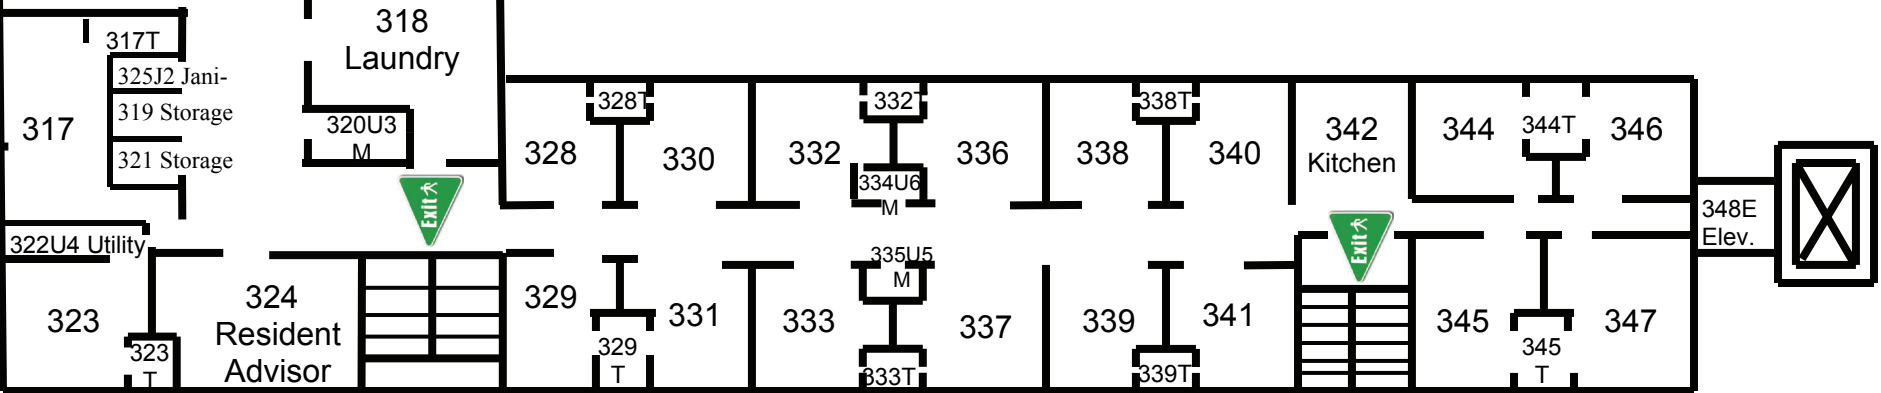 317T
325J2 Jani-
319 Storage
321 Storage
317
322U4 Utility
323
323
T
318
Laundry
320U3
M
Exit
324
Resident
Advisor
328
328T
330
332
332T
334U6
M
336
338
338T
340
342
Kitchen
344
344T
346
348E
Elev.
329
329
T
331
333
335U5
M
333T
337
339
339T
341
Exit
345
345
T
347